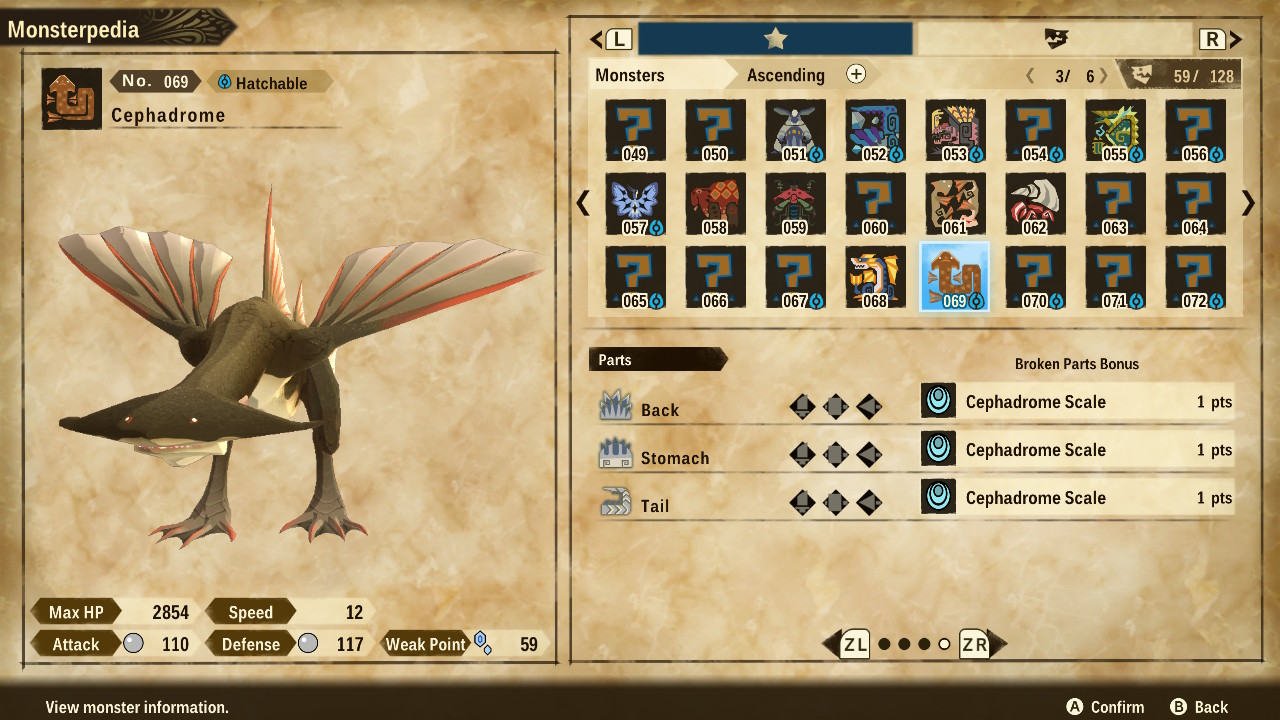 Monsterpedia
No. 069
Hatchable
Cephadrome
L
R
Monsters
Ascending
3/ 6
59/ 128
049 050 051 052 053 054 055 056
057 058 059 060 061 062 063 064
065 066 067 068 069 070 071 072
Parts
Broken Parts Bonus
Back
Cephadrome Scale 1 pts
Stomach
Cephadrome Scale 1 pts
Tail
Cephadrome Scale 1 pts
Max HP 2854
Speed 12
Attack 110
Defense 117
Weak Point 59
ZL
ZR
View monster information.
A Confirm
B Back